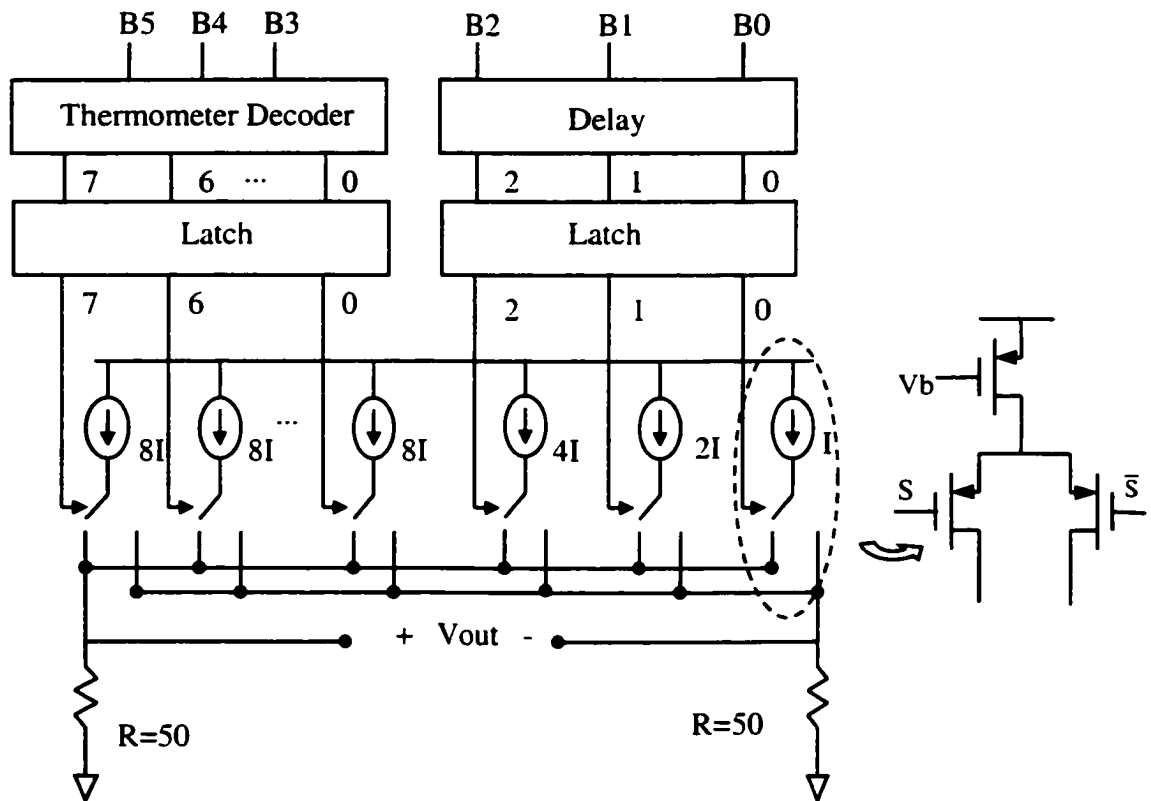 B5 B4 B3 B2 B1 B0
Thermometer Decoder Delay
7 6 ... 0 2 1 0
Latch Latch
7 6 0 2 1 0
Vb
8I 8I ... 8I 4I 2I I
S S̅
+ Vout -
R=50 R=50